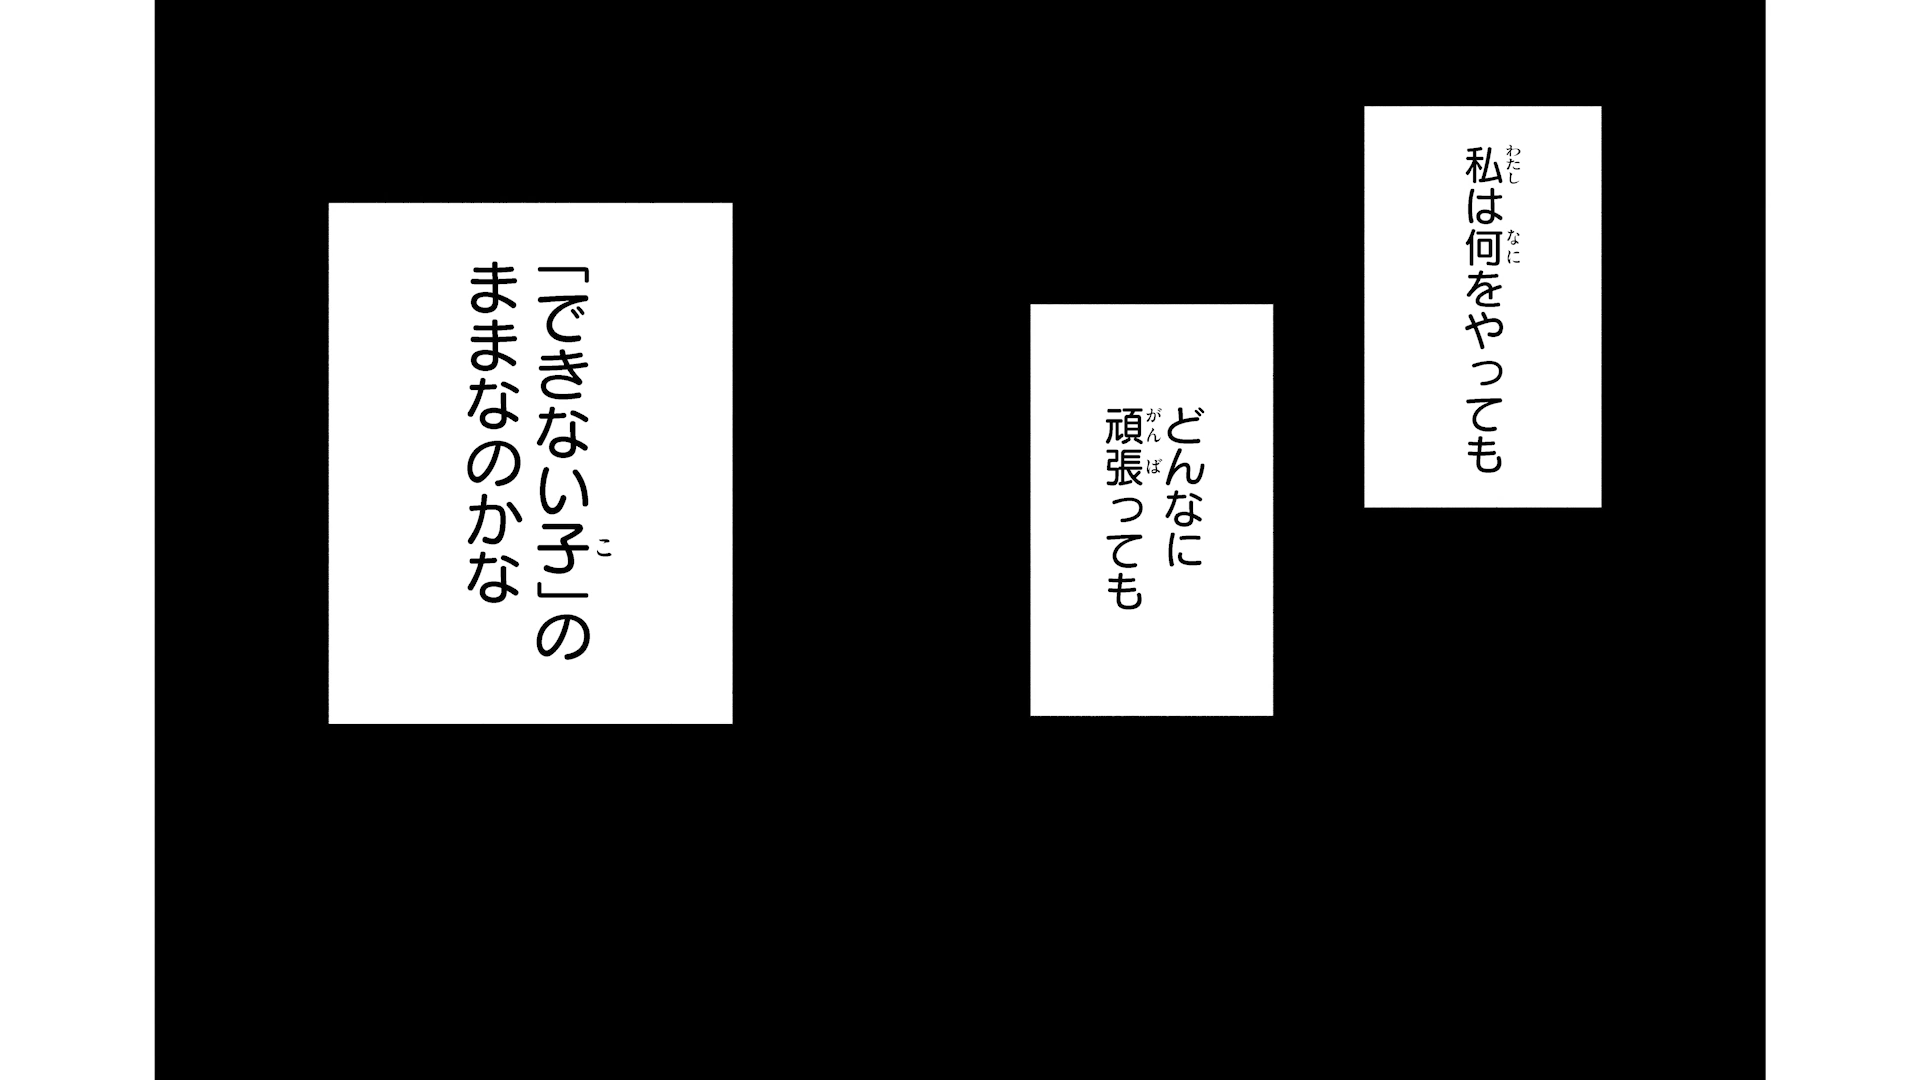 私は何をやっても
どんなに
頑張っても
「できない子」の
ままなのかな